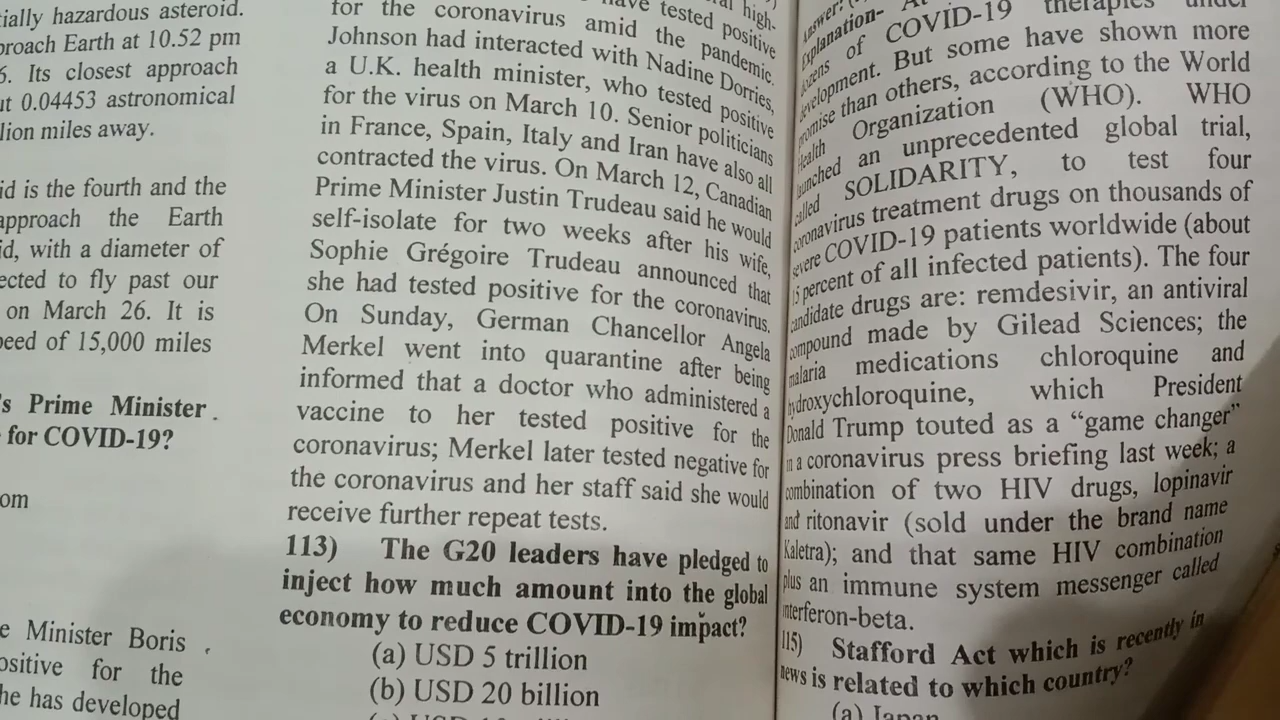 tially hazardous asteroid.
proach Earth at 10.52 pm
6. Its closest approach
ut 0.04453 astronomical
lion miles away.
id is the fourth and the
approach the Earth
id, with a diameter of
ected to fly past our
on March 26. It is
peed of 15,000 miles
's Prime Minister
for COVID-19?
om
e Minister Boris
ositive for the
he has developed
have tested positive
for the coronavirus amid the pandemic.
Johnson had interacted with Nadine Dorries,
a U.K. health minister, who tested positive
for the virus on March 10. Senior politicians
in France, Spain, Italy and Iran have also all
contracted the virus. On March 12, Canadian
Prime Minister Justin Trudeau said he would
self-isolate for two weeks after his wife,
Sophie Grégoire Trudeau announced that
she had tested positive for the coronavirus.
On Sunday, German Chancellor Angela
Merkel went into quarantine after being
informed that a doctor who administered a
vaccine to her tested positive for the
coronavirus; Merkel later tested negative for
the coronavirus and her staff said she would
receive further repeat tests.
113) The G20 leaders have pledged to
inject how much amount into the global
economy to reduce COVID-19 impact?
(a) USD 5 trillion
(b) USD 20 billion
Explanation-
ozens of COVID-19 therapies under
development. But some have shown more
promise than others, according to the World
Health Organization (WHO). WHO
launched an unprecedented global trial,
called SOLIDARITY, to test four
coronavirus treatment drugs on thousands of
severe COVID-19 patients worldwide (about
15 percent of all infected patients). The four
candidate drugs are: remdesivir, an antiviral
compound made by Gilead Sciences; the
malaria medications chloroquine and
hydroxychloroquine, which President
Donald Trump touted as a “game changer”
in a coronavirus press briefing last week; a
combination of two HIV drugs, lopinavir
and ritonavir (sold under the brand name
Kaletra); and that same HIV combination
plus an immune system messenger called
interferon-beta.
115) Stafford Act which is recently in
news is related to which country?
(a) Japan